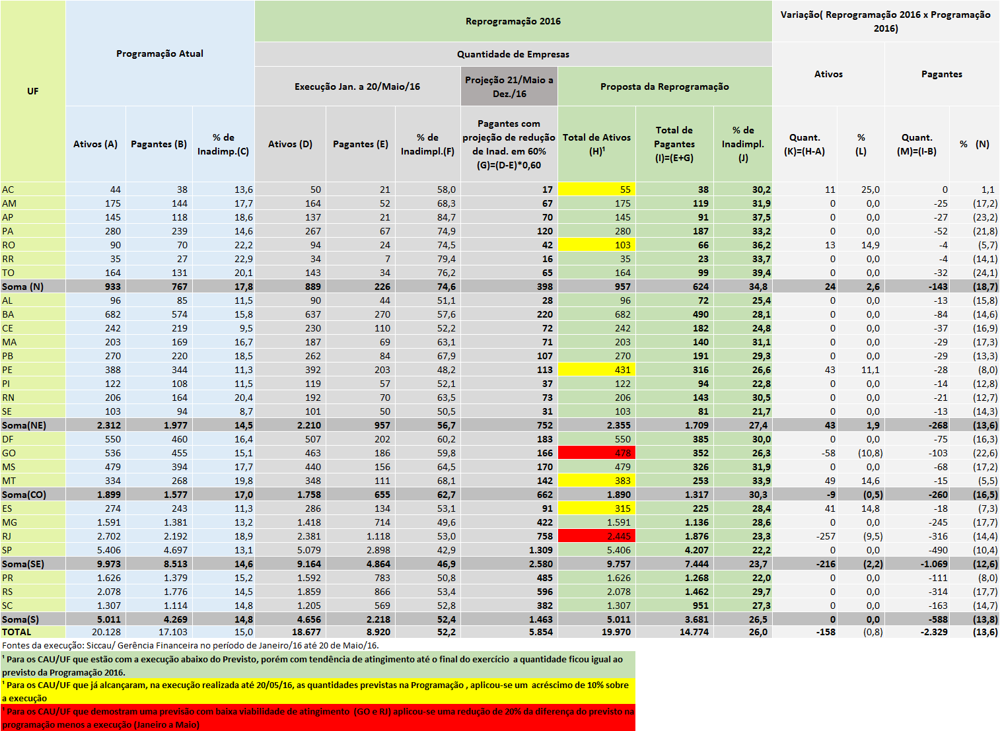 UF
Programação Atual
Reprogramação 2016
Variação( Reprogramação 2016 x Programação
2016)
Quantidade de Empresas
Execução Jan. a 20/Maio/16
Projeção 21/Maio a
Dez./16
Proposta da Reprogramação
Ativos
Pagantes
Ativos (A)
Pagantes (B)
% de
Inadimp.(C)
Ativos (D)
Pagantes (E)
% de
Inadimpl.(F)
Pagantes com
projeção de redução
de Inad. em 60%
(G)=(D-E)*0,60
Total de Ativos
(H)¹
Total de
Pagantes
(I)=(E+G)
% de
Inadimpl.
(J)
Quant.
(K)=(H-A)
%
(L)
Quant.
(M)=(I-B)
% (N)
AC 44 38 13,6 50 21 58,0 17 55 38 30,2 11 25,0 0 1,1
AM 175 144 17,7 164 52 68,3 67 175 119 31,9 0 0,0 -25 (17,2)
AP 145 118 18,6 137 21 84,7 70 145 91 37,5 0 0,0 -27 (23,2)
PA 280 239 14,6 267 67 74,9 120 280 187 33,2 0 0,0 -52 (21,8)
RO 90 70 22,2 94 24 74,5 42 103 66 36,2 13 14,9 -4 (5,7)
RR 35 27 22,9 34 7 79,4 16 35 23 33,7 0 0,0 -4 (14,1)
TO 164 131 20,1 143 34 76,2 65 164 99 39,4 0 0,0 -32 (24,1)
Soma (N) 933 767 17,8 889 226 74,6 398 957 624 34,8 24 2,6 -143 (18,7)
AL 96 85 11,5 90 44 51,1 28 96 72 25,4 0 0,0 -13 (15,8)
BA 682 574 15,8 637 270 57,6 220 682 490 28,1 0 0,0 -84 (14,6)
CE 242 219 9,5 230 110 52,2 72 242 182 24,8 0 0,0 -37 (16,9)
MA 203 169 16,7 187 69 63,1 71 203 140 31,1 0 0,0 -29 (17,3)
PB 270 220 18,5 262 84 67,9 107 270 191 29,3 0 0,0 -29 (13,3)
PE 388 344 11,3 392 203 48,2 113 431 316 26,6 43 11,1 -28 (8,0)
PI 122 108 11,5 119 57 52,1 37 122 94 22,8 0 0,0 -14 (12,8)
RN 206 164 20,4 192 70 63,5 73 206 143 30,5 0 0,0 -21 (12,7)
SE 103 94 8,7 101 50 50,5 31 103 81 21,7 0 0,0 -13 (14,3)
Soma(NE) 2.312 1.977 14,5 2.210 957 56,7 752 2.355 1.709 27,4 43 1,9 -268 (13,6)
DF 550 460 16,4 507 202 60,2 183 550 385 30,0 0 0,0 -75 (16,3)
GO 536 455 15,1 463 186 59,8 166 478 352 26,3 -58 (10,8) -103 (22,6)
MS 479 394 17,7 440 156 64,5 170 479 326 31,9 0 0,0 -68 (17,2)
MT 334 268 19,8 348 111 68,1 142 383 253 33,9 49 14,6 -15 (5,5)
Soma(CO) 1.899 1.577 17,0 1.758 655 62,7 662 1.890 1.317 30,3 -9 (0,5) -260 (16,5)
ES 274 243 11,3 286 134 53,1 91 315 225 28,4 41 14,8 -18 (7,3)
MG 1.591 1.381 13,2 1.418 714 49,6 422 1.591 1.136 28,6 0 0,0 -245 (17,7)
RJ 2.702 2.192 18,9 2.381 1.118 53,0 758 2.445 1.876 23,3 -257 (9,5) -316 (14,4)
SP 5.406 4.697 13,1 5.079 2.898 42,9 1.309 5.406 4.207 22,2 0 0,0 -490 (10,4)
Soma(SE) 9.973 8.513 14,6 9.164 4.864 46,9 2.580 9.757 7.444 23,7 -216 (2,2) -1.069 (12,6)
PR 1.626 1.379 15,2 1.592 783 50,8 485 1.626 1.268 22,0 0 0,0 -111 (8,0)
RS 2.078 1.776 14,5 1.859 866 53,4 596 2.078 1.462 29,7 0 0,0 -314 (17,7)
SC 1.307 1.114 14,8 1.205 569 52,8 382 1.307 951 27,3 0 0,0 -163 (14,7)
Soma(S) 5.011 4.269 14,8 4.656 2.218 52,4 1.463 5.011 3.681 26,5 0 0,0 -588 (13,8)
TOTAL 20.128 17.103 15,0 18.677 8.920 52,2 5.854 19.970 14.774 26,0 -158 (0,8) -2.329 (13,6)
Fontes da execução: Siccau/ Gerência Financeira no período de Janeiro/16 até 20 de Maio/16.
¹ Para os CAU/UF que estão com a execução abaixo do Previsto, porém com tendência de atingimento até o final do exercício a quantidade ficou igual ao
previsto da Programação 2016.
¹ Para os CAU/UF que já alcançaram, na execução realizada até 20/05/16, as quantidades previstas na Programação , aplicou-se um acréscimo de 10% sobre
a execução
¹ Para os CAU/UF que demostram uma previsão com baixa viabilidade de atingimento (GO e RJ) aplicou-se uma redução de 20% da diferença do previsto na
programação menos a execução (Janeiro a Maio)